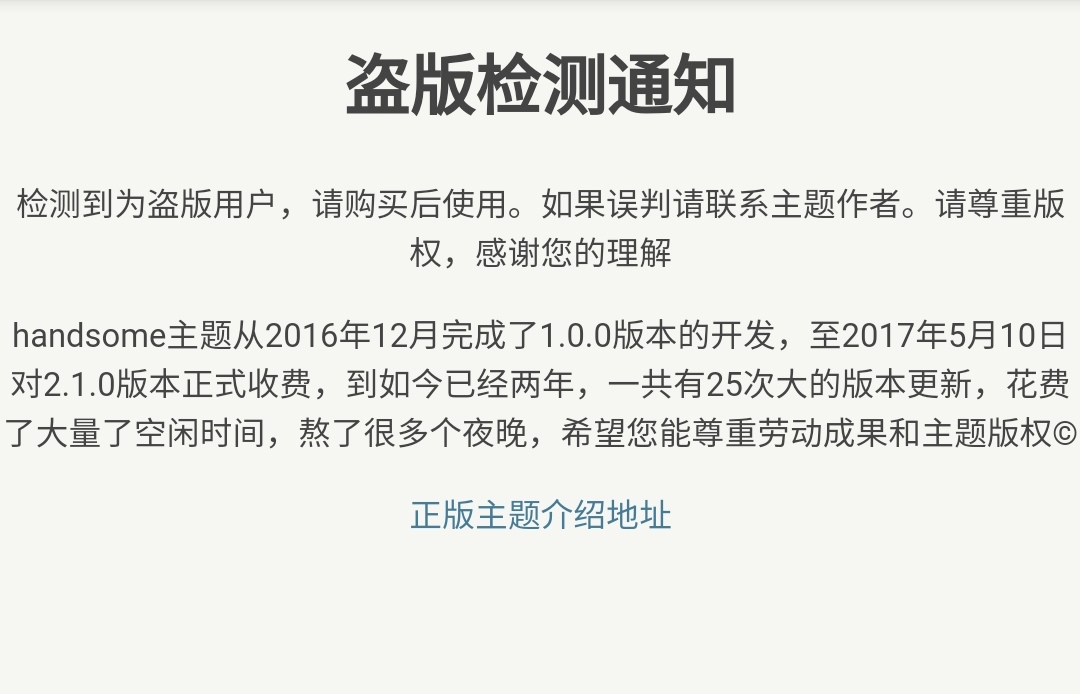 盗版检测通知
检测到为盗版用户，请购买后使用。如果误判请联系主题作者。请尊重版
权，感谢您的理解
handsome主题从2016年12月完成了1.0.0版本的开发，至2017年5月10日
对2.1.0版本正式收费，到如今已经两年，一共有25次大的版本更新，花费
了大量了空闲时间，熬了很多个夜晚，希望您能尊重劳动成果和主题版权©
正版主题介绍地址